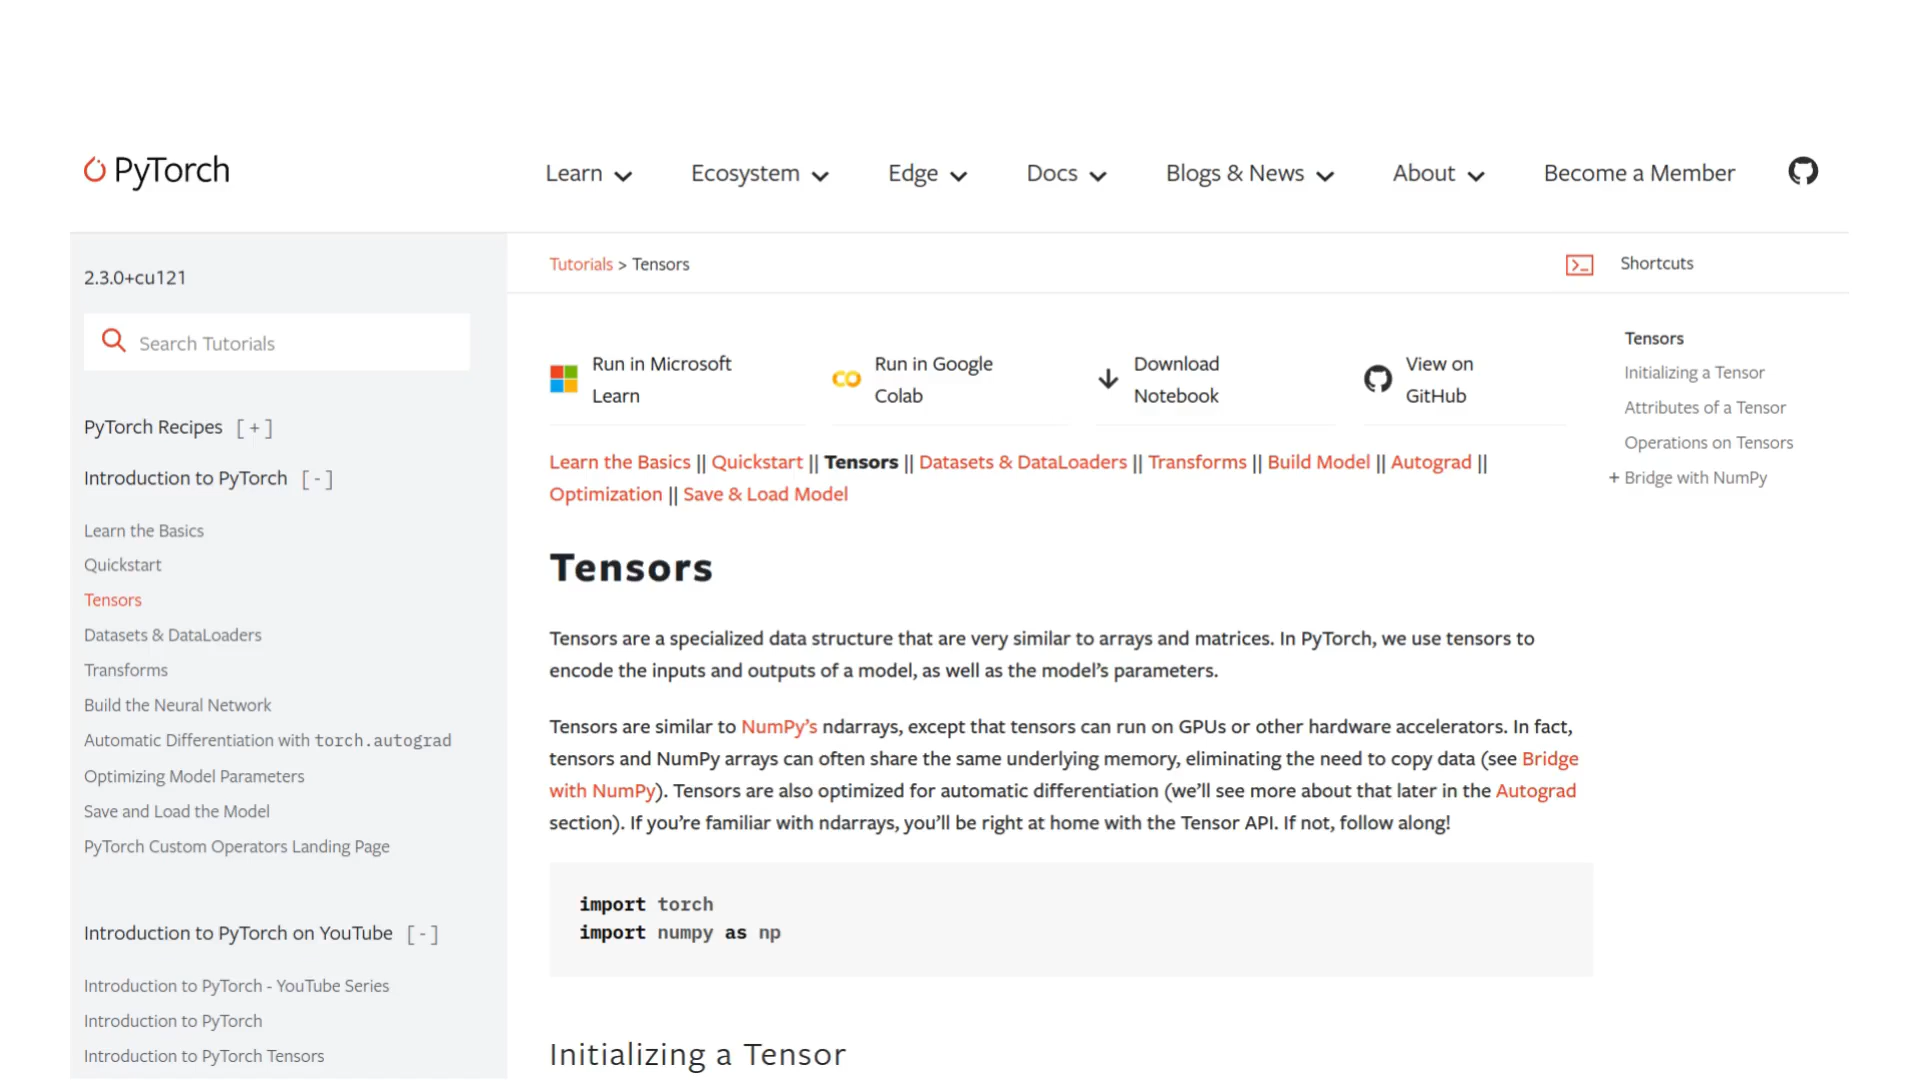 PyTorch
Learn
Ecosystem
Edge
Docs
Blogs & News
About
Become a Member
2.3.0+cu121
Search Tutorials
PyTorch Recipes [ + ]
Introduction to PyTorch [ - ]
Learn the Basics
Quickstart
Tensors
Datasets & DataLoaders
Transforms
Build the Neural Network
Automatic Differentiation with torch.autograd
Optimizing Model Parameters
Save and Load the Model
PyTorch Custom Operators Landing Page
Introduction to PyTorch on YouTube [ - ]
Introduction to PyTorch - YouTube Series
Introduction to PyTorch
Introduction to PyTorch Tensors
Tutorials > Tensors
Shortcuts
Run in Microsoft
Learn
Run in Google
Colab
Download
Notebook
View on
GitHub
Learn the Basics || Quickstart || Tensors || Datasets & DataLoaders || Transforms || Build Model || Autograd ||
Optimization || Save & Load Model
Tensors
Tensors are a specialized data structure that are very similar to arrays and matrices. In PyTorch, we use tensors to
encode the inputs and outputs of a model, as well as the model’s parameters.
Tensors are similar to NumPy’s ndarrays, except that tensors can run on GPUs or other hardware accelerators. In fact,
tensors and NumPy arrays can often share the same underlying memory, eliminating the need to copy data (see Bridge
with NumPy). Tensors are also optimized for automatic differentiation (we’ll see more about that later in the Autograd
section). If you’re familiar with ndarrays, you’ll be right at home with the Tensor API. If not, follow along!
import torch
import numpy as np
Initializing a Tensor
Tensors
Initializing a Tensor
Attributes of a Tensor
Operations on Tensors
+ Bridge with NumPy